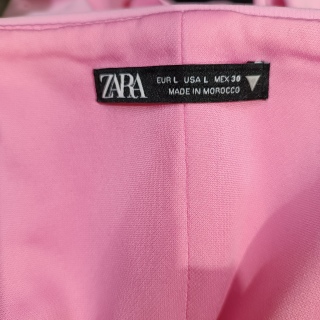 ZARA
EUR L USA L MEX 30
MADE IN MOROCCO